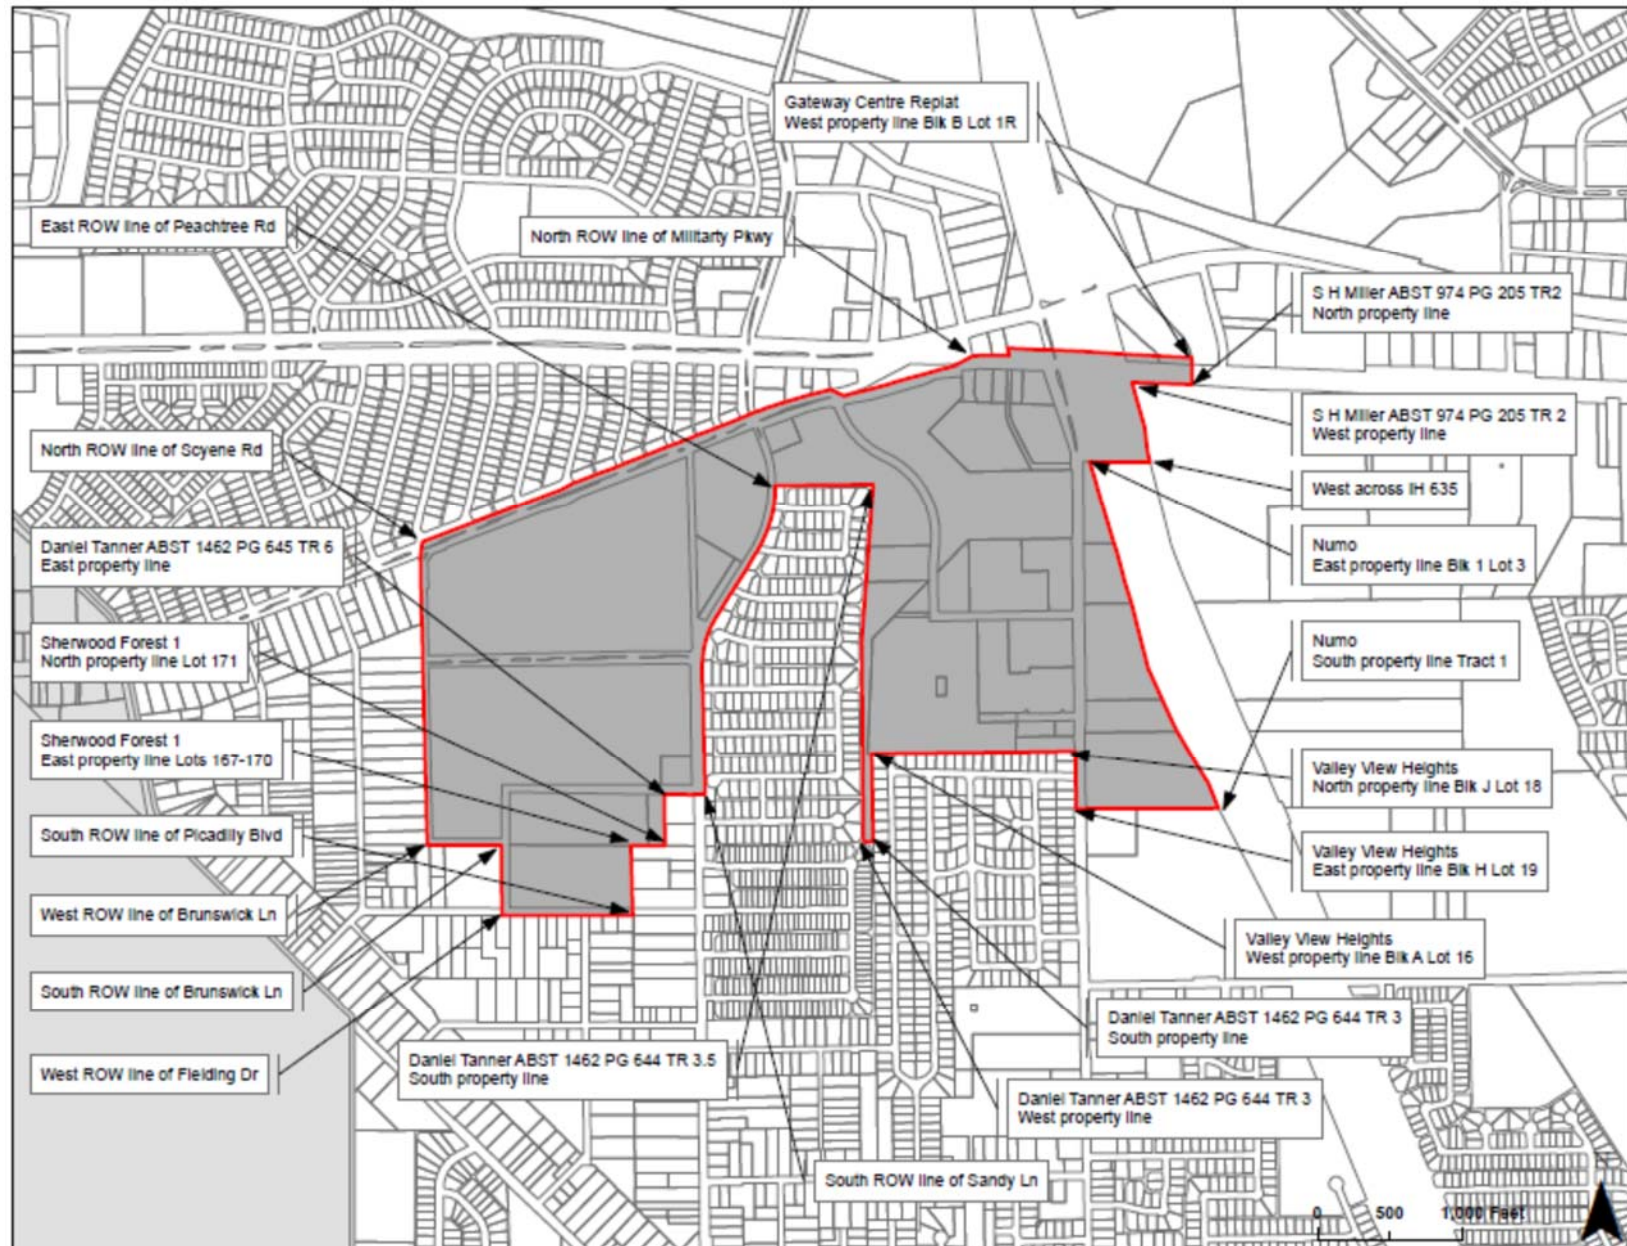 Gateway Centre Replat
West property line Blk B Lot 1R
East ROW line of Peachtree Rd
North ROW line of Militarty Pkwy
S H Miller ABST 974 PG 205 TR2
North property line
S H Miller ABST 974 PG 205 TR 2
West property line
North ROW line of Scyene Rd
West across IH 635
Daniel Tanner ABST 1462 PG 645 TR 6
East property line
Numo
East property line Blk 1 Lot 3
Sherwood Forest 1
North property line Lot 171
Numo
South property line Tract 1
Sherwood Forest 1
East property line Lots 167-170
Valley View Heights
North property line Blk J Lot 18
South ROW line of Picadilly Blvd
Valley View Heights
East property line Blk H Lot 19
West ROW line of Brunswick Ln
Valley View Heights
West property line Blk A Lot 16
South ROW line of Brunswick Ln
Daniel Tanner ABST 1462 PG 644 TR 3
South property line
West ROW line of Fielding Dr
Daniel Tanner ABST 1462 PG 644 TR 3.5
South property line
Daniel Tanner ABST 1462 PG 644 TR 3
West property line
South ROW line of Sandy Ln
0 500 1,000 Feet